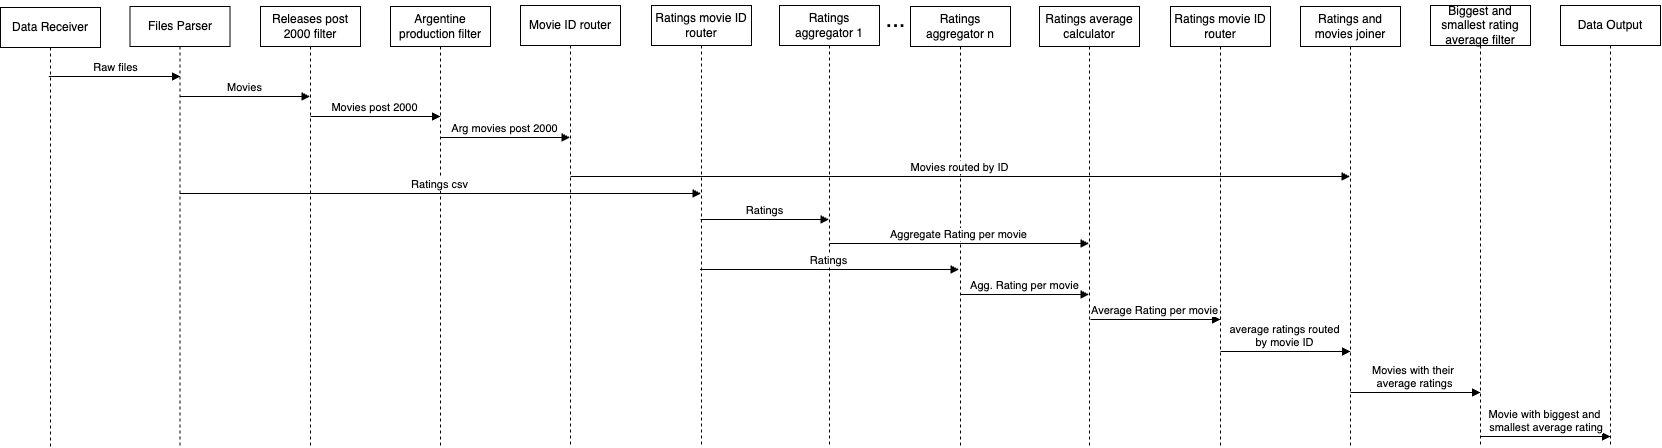 Data Receiver
Files Parser
Releases post
2000 filter
Argentine
production filter
Movie ID router
Ratings movie ID
router
Ratings
aggregator 1
...
Ratings
aggregator n
Ratings average
calculator
Ratings movie ID
router
Ratings and
movies joiner
Biggest and
smallest rating
average filter
Data Output
Raw files
Movies
Movies post 2000
Arg movies post 2000
Movies routed by ID
Ratings csv
Ratings
Aggregate Rating per movie
Ratings
Agg. Rating per movie
Average Rating per movie
average ratings routed
by movie ID
Movies with their
average ratings
Movie with biggest and
smallest average rating